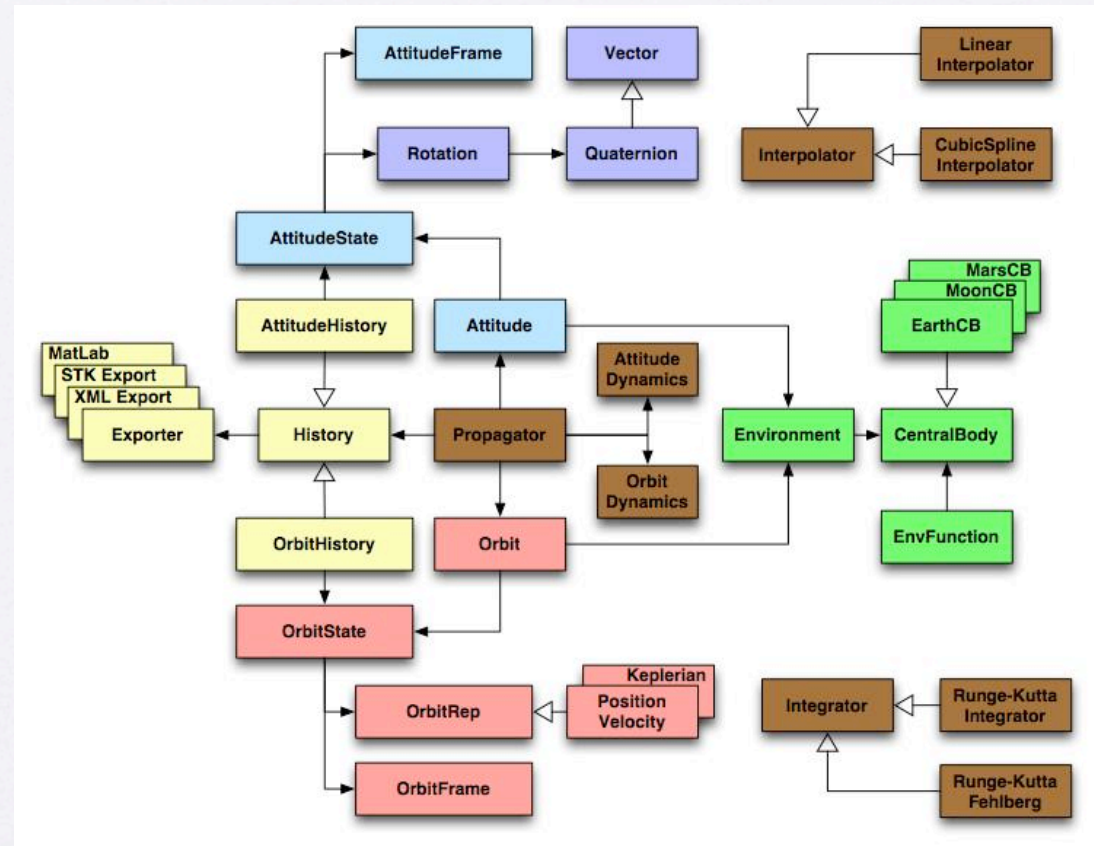 AttitudeFrame
Vector
Linear
Interpolator
Rotation
Quaternion
Interpolator
CubicSpline
Interpolator
AttitudeState
MarsCB
MoonCB
EarthCB
AttitudeHistory
Attitude
Attitude
Dynamics
MatLab
STK Export
XML Export
Exporter
History
Propagator
Environment
CentralBody
Orbit
Dynamics
OrbitHistory
Orbit
EnvFunction
OrbitState
Keplerian
Position
Velocity
OrbitRep
Integrator
Runge-Kutta
Integrator
OrbitFrame
Runge-Kutta
Fehlberg